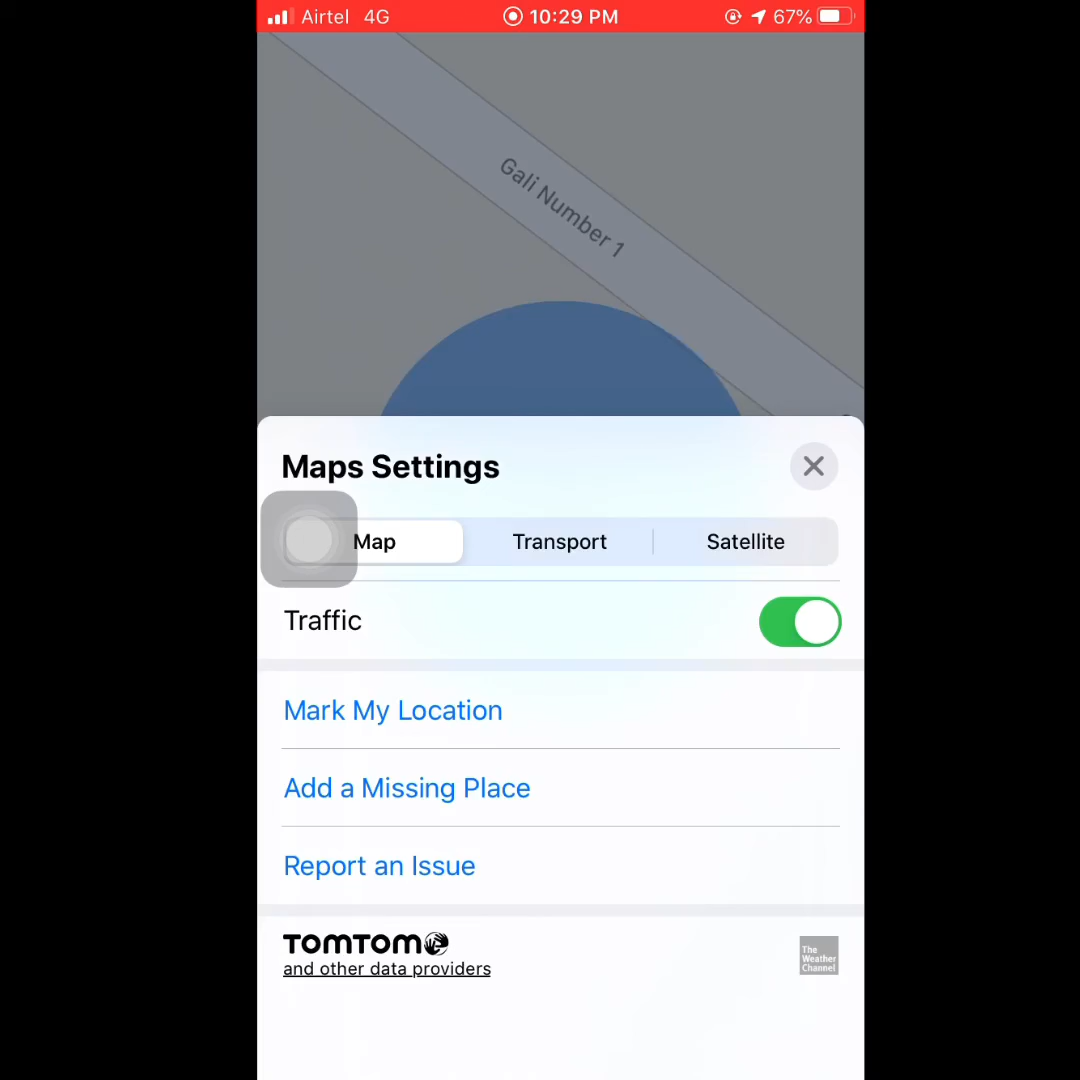 Airtel 4G 10:29 PM 67%
Gali Number 1
Maps Settings
Map Transport Satellite
Traffic
Mark My Location
Add a Missing Place
Report an Issue
TOMTOM
and other data providers
The
Weather
Channel